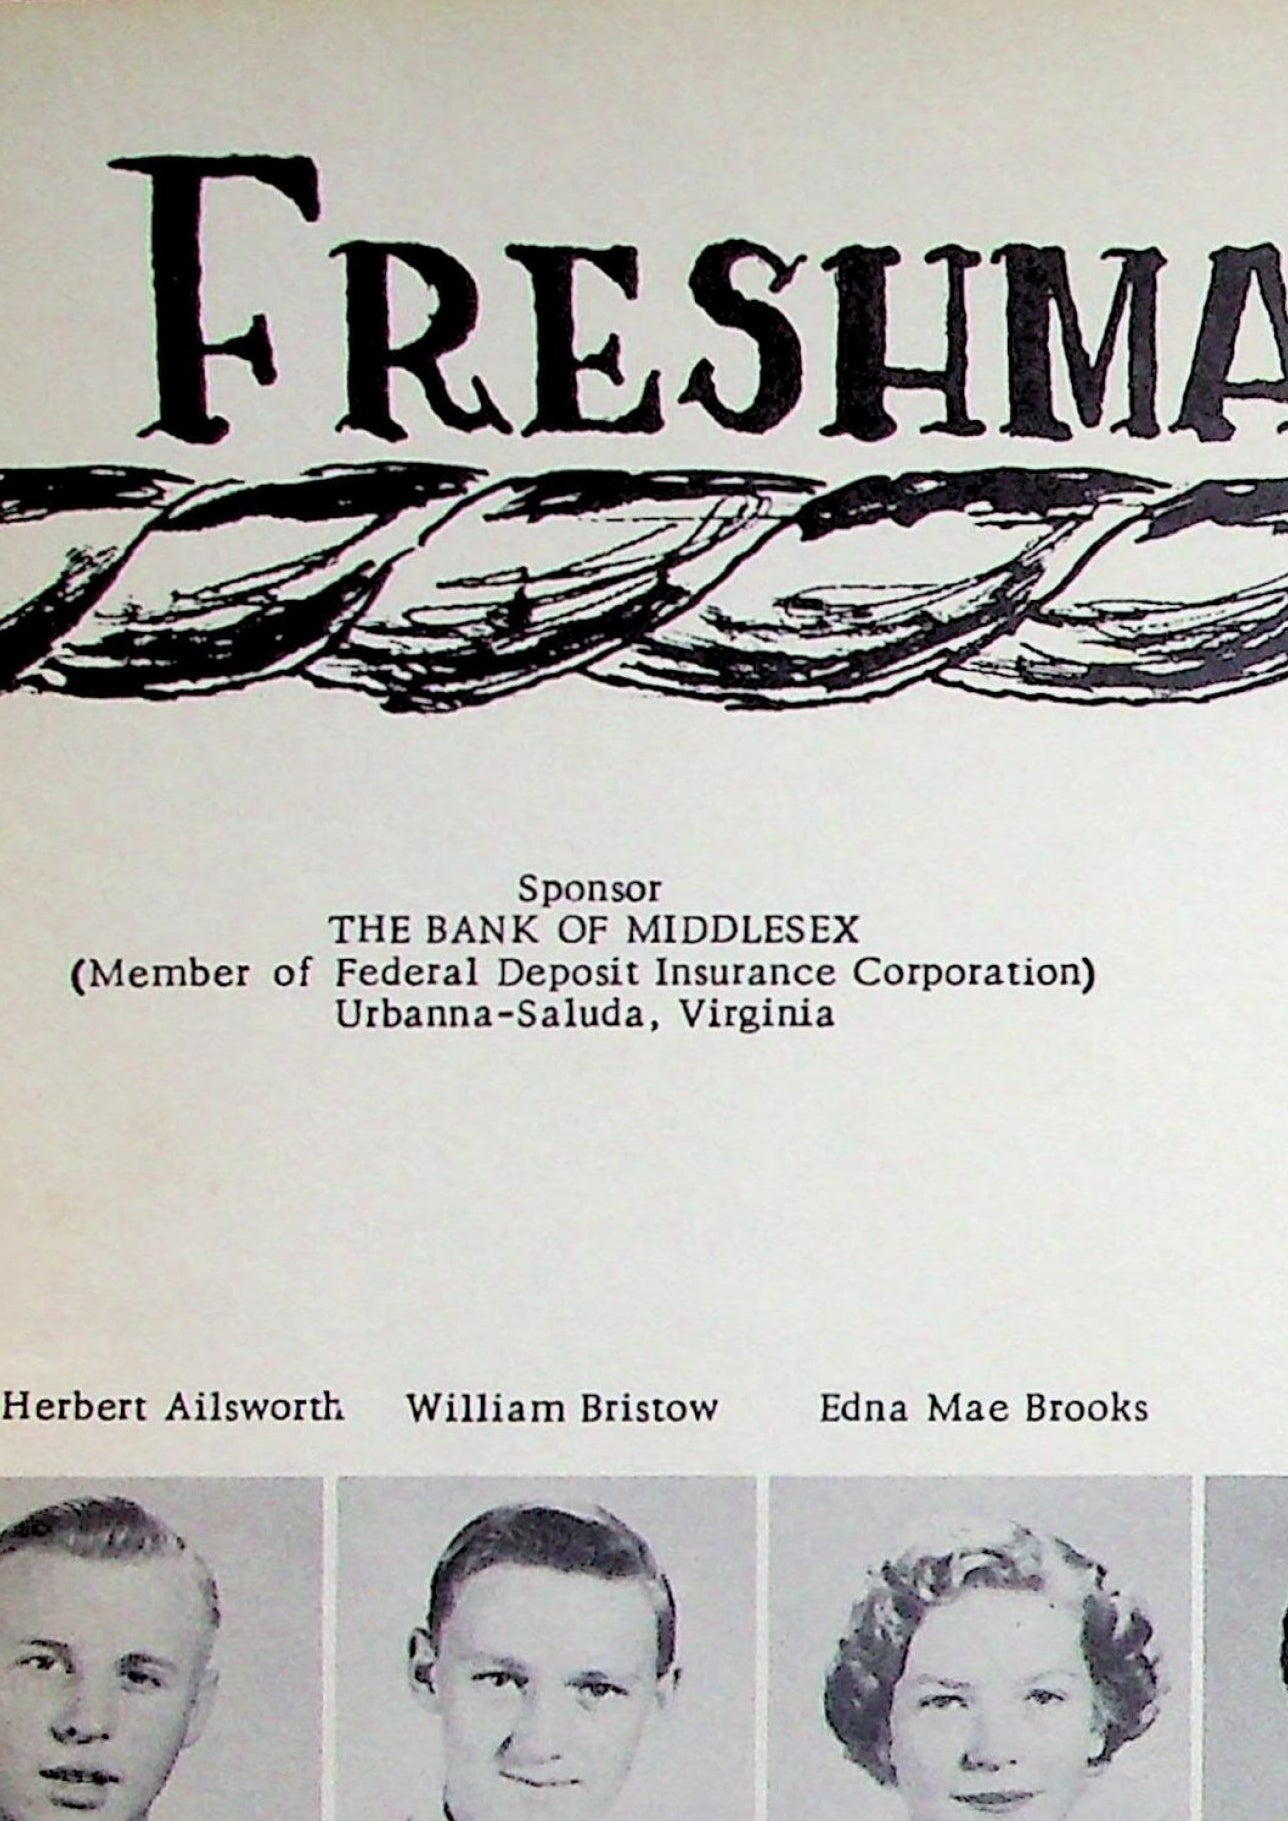 FRESHMA
Sponsor
THE BANK OF MIDDLESEX
(Member of Federal Deposit Insurance Corporation)
Urbanna-Saluda, Virginia
Herbert Ailsworth William Bristow Edna Mae Brooks